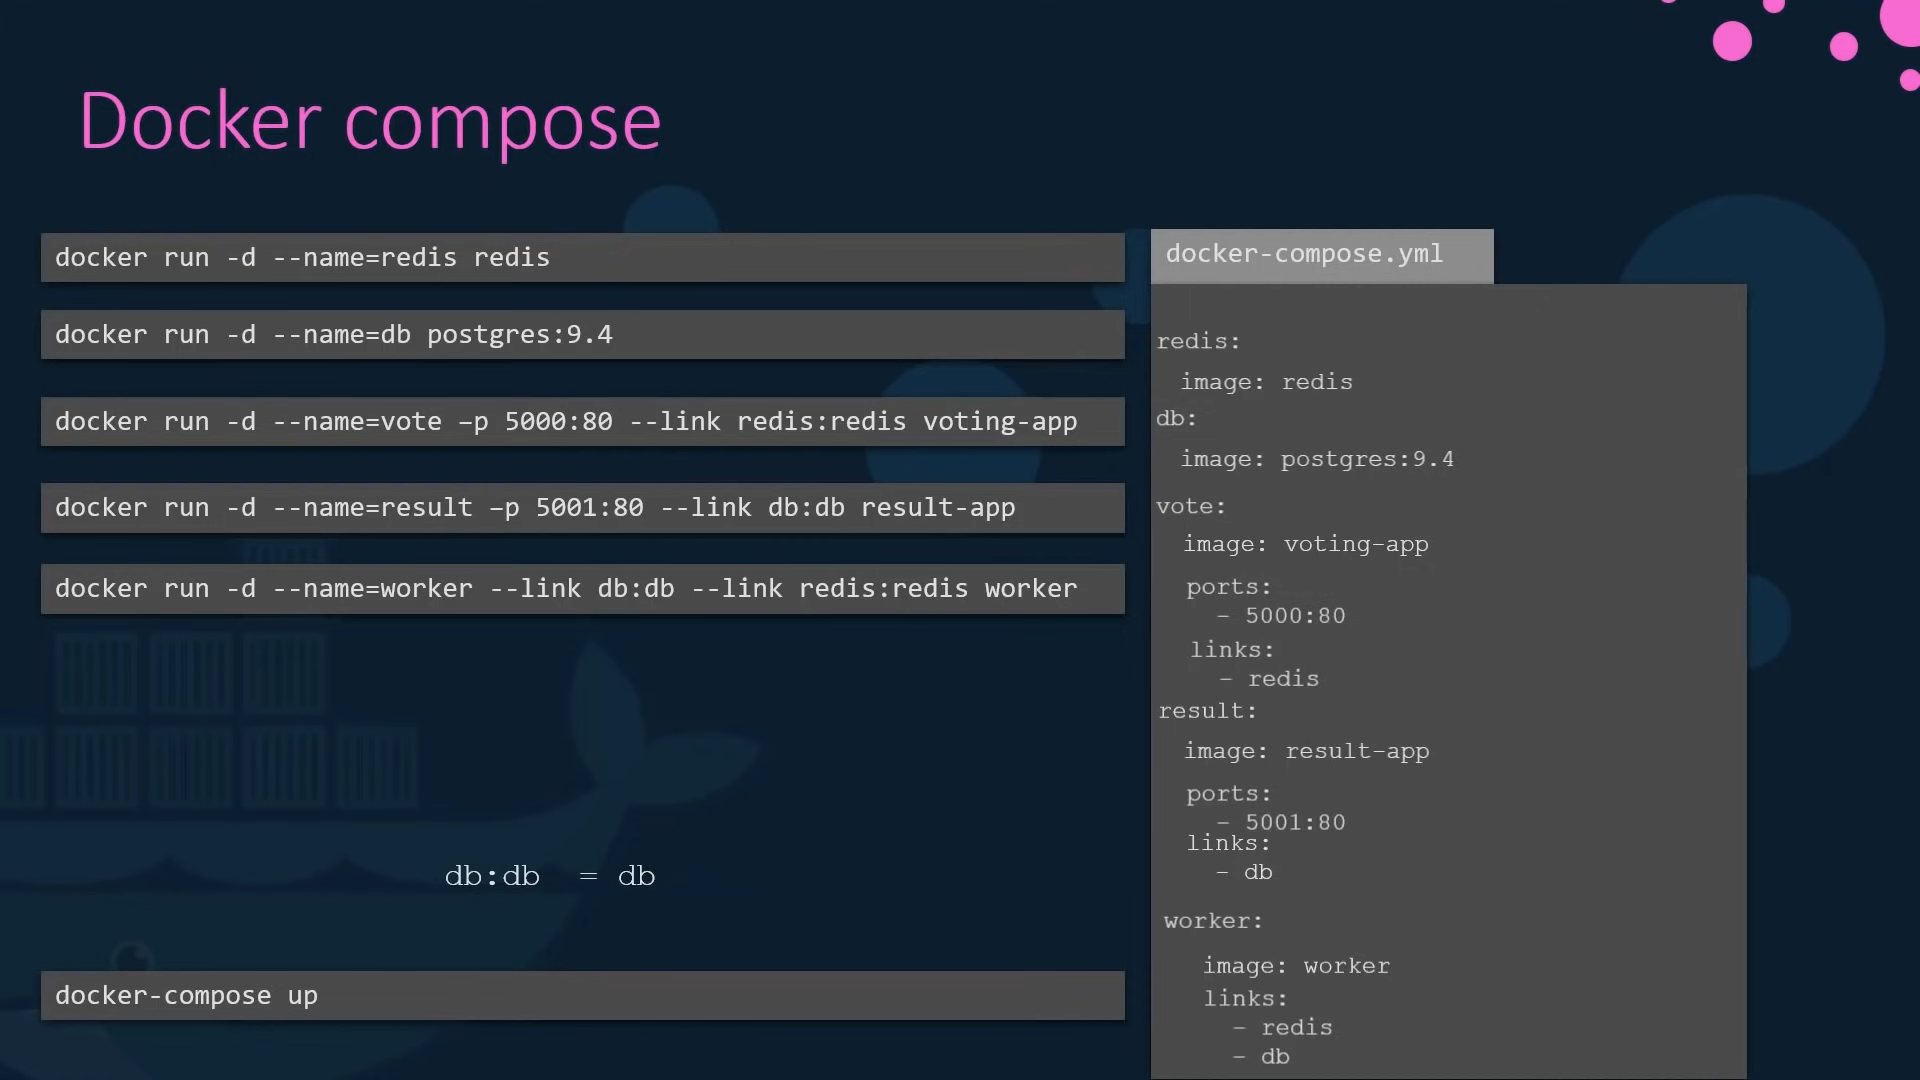 Docker compose
docker run -d --name=redis redis
docker run -d --name=db postgres:9.4
docker run -d --name=vote –p 5000:80 --link redis:redis voting-app
docker run -d --name=result –p 5001:80 --link db:db result-app
docker run -d --name=worker --link db:db --link redis:redis worker
db:db = db
docker-compose up
docker-compose.yml
redis:
image: redis
db:
image: postgres:9.4
vote:
image: voting-app
ports:
- 5000:80
links:
- redis
result:
image: result-app
ports:
- 5001:80
links:
- db
worker:
image: worker
links:
- redis
- db